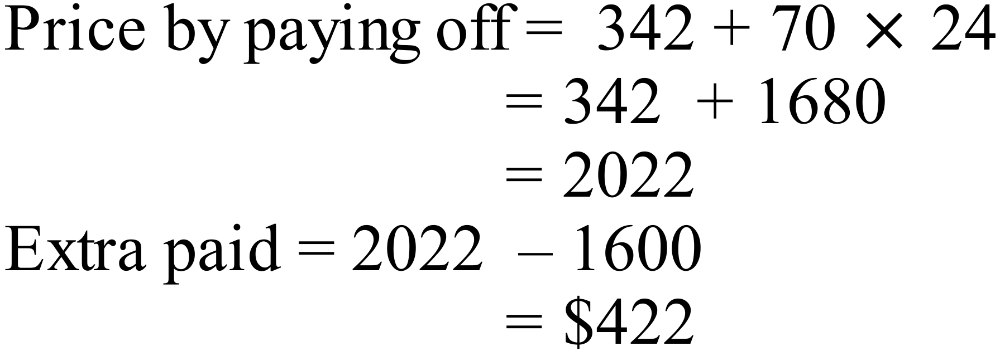 Price by paying off = 342 + 70 × 24
= 342 + 1680
= 2022
Extra paid = 2022 – 1600
= $422